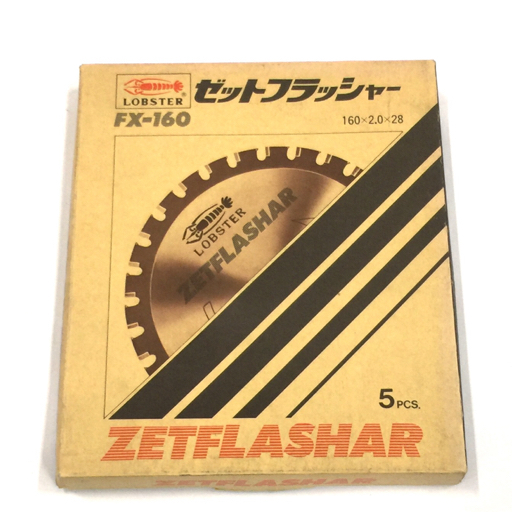 LOBSTER®
ゼットフラッシャー
FX-160
160×2.0×28
LOBSTER
ZETFLASHAR
5 PCS.
ZETFLASHAR
ZETFLASHAR